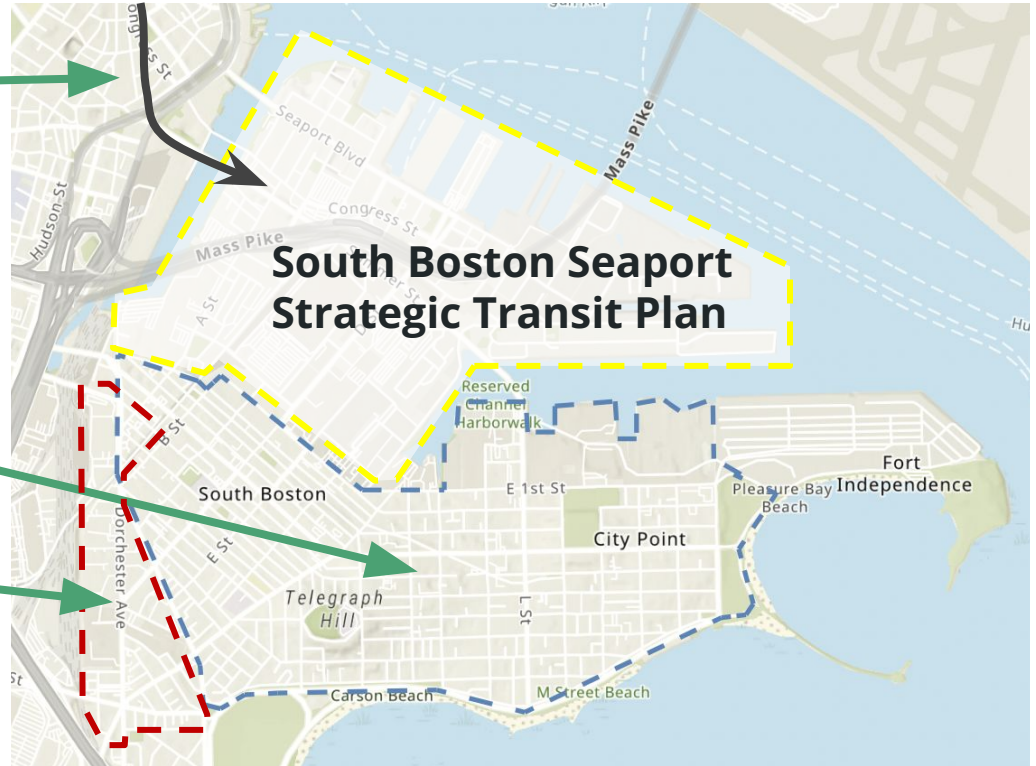 Congress St
Seaport Blvd
Mass Pike
Hudson St
Congress St
Mass Pike
South Boston Seaport
Strategic Transit Plan
A St
Reserved
Channel
Harborwalk
B St
South Boston
E 1st St
Fort
Independence
Pleasure Bay
Beach
City Point
Dorchester Ave
E St
Telegraph
Hill
L St
Carson Beach
M Street Beach
St